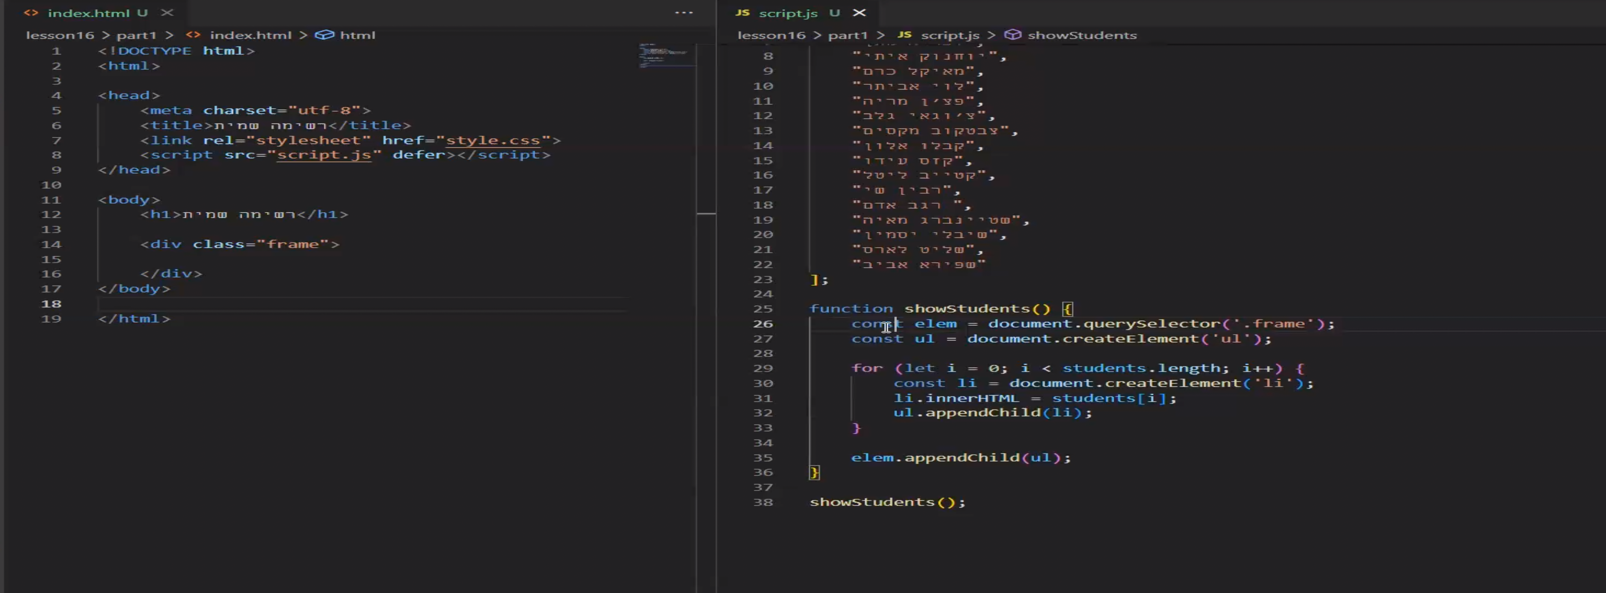 index.html U
lesson16 > part1 > index.html > html
1 <!DOCTYPE html>
2 <html>
3
4 <head>
5 <meta charset="utf-8">
6 <title>רשימה שמית</title>
7 <link rel="stylesheet" href="style.css">
8 <script src="script.js" defer></script>
9 </head>
10
11 <body>
12 <h1>רשימה שמית</h1>
13
14 <div class="frame">
15
16 </div>
17 </body>
18
19 </html>
JS script.js U
lesson16 > part1 > JS script.js > showStudents
8 "יוחנוק איתי",
9 "מאיקל כרם",
10 "לוי אביתר",
11 "פצ'ן מריה",
12 "צ'וגאי גלב",
13 "צבטקוב מקסים",
14 "קבלו אלון",
15 "קזס עידו",
16 "קטייב ליטל",
17 "רבין שי",
18 "רגב אדם ",
19 "שטיינברג מאיה",
20 "שיבלי יסמין",
21 "שליט לארס",
22 "שפירא אביב"
23 ];
24
25 function showStudents() {
26 const elem = document.querySelector('.frame');
27 const ul = document.createElement('ul');
28
29 for (let i = 0; i < students.length; i++) {
30 const li = document.createElement('li');
31 li.innerHTML = students[i];
32 ul.appendChild(li);
33 }
34
35 elem.appendChild(ul);
36 }
37
38 showStudents();